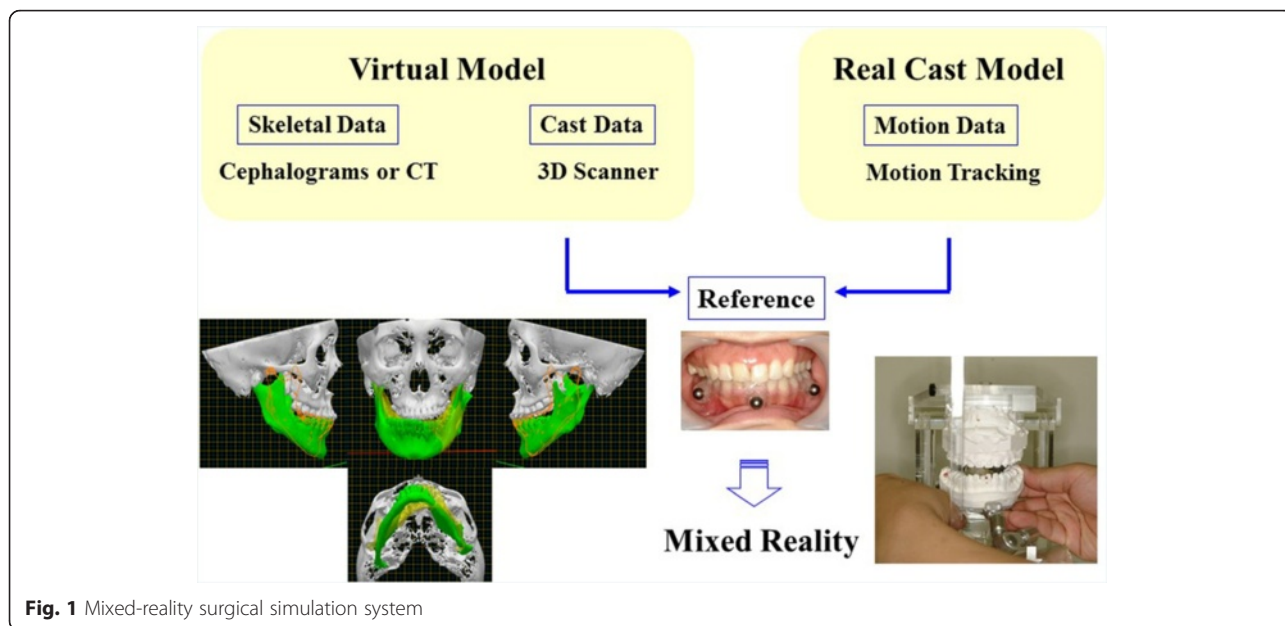 Virtual Model
Real Cast Model
Skeletal Data
Cast Data
Motion Data
Cephalograms or CT
3D Scanner
Motion Tracking
Reference
Mixed Reality
Fig. 1 Mixed-reality surgical simulation system